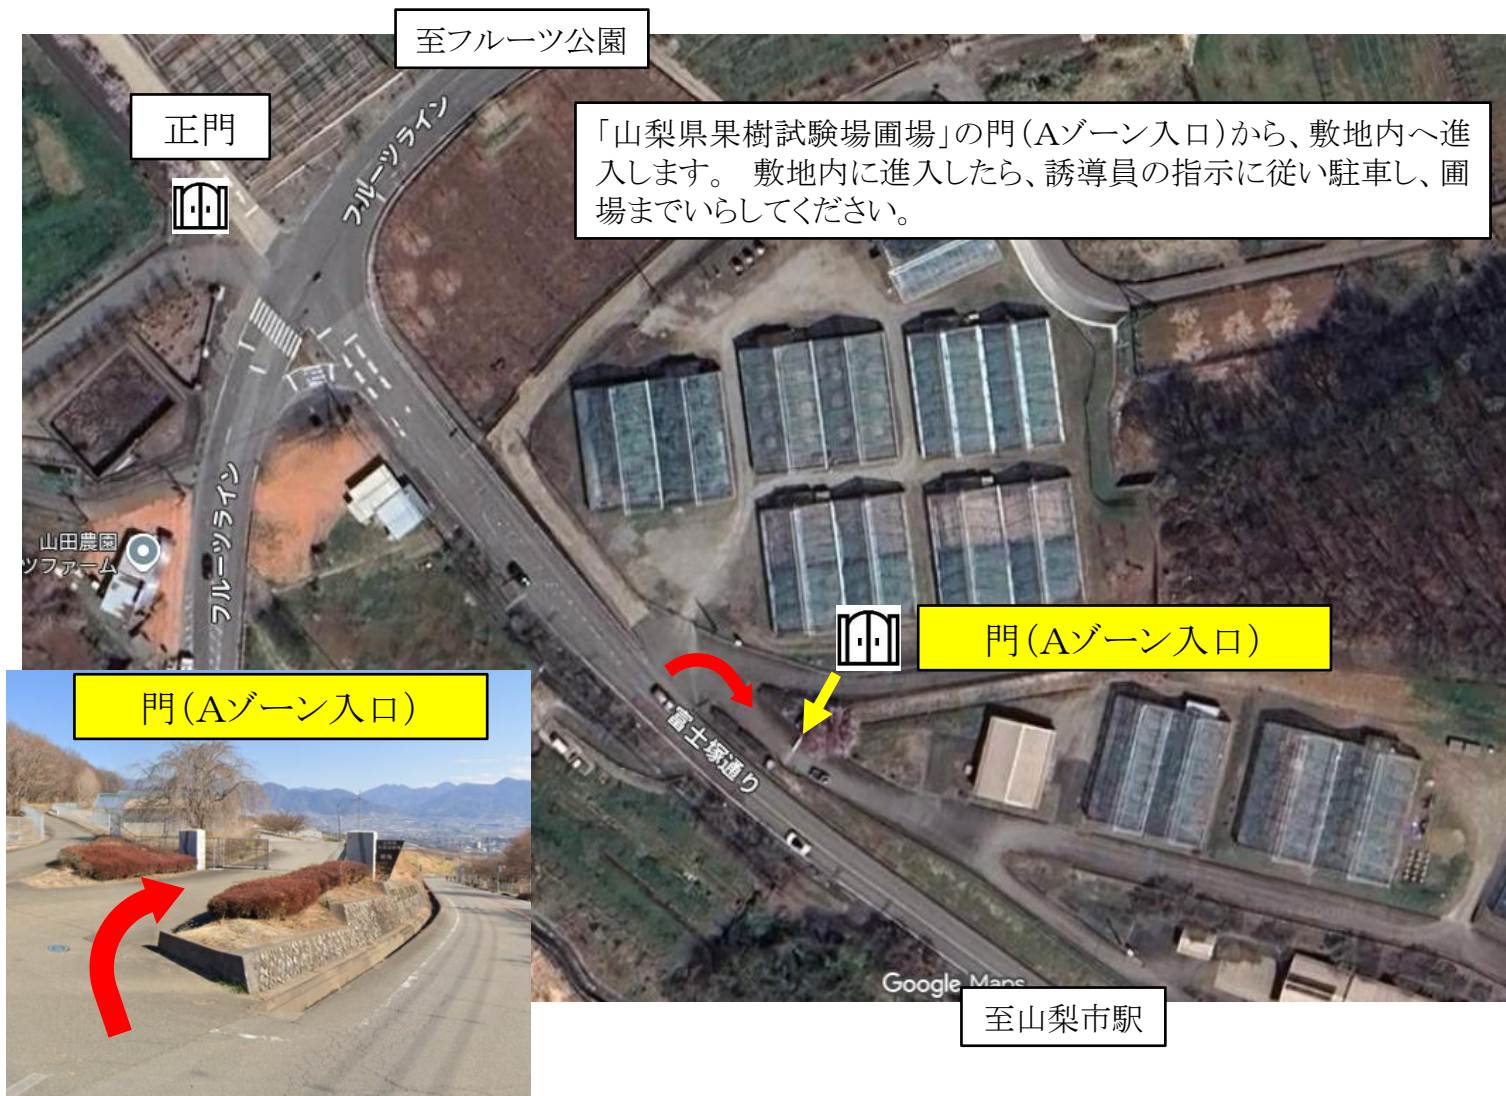 至フルーツ公園
正門
「山梨県果樹試験場圃場」の門(Aゾーン入口)から、敷地内へ進
入します。 敷地内に進入したら、誘導員の指示に従い駐車し、圃
場までいらしてください。
フルーツライン
フルーツライン
山田農園
ツファーム
門(Aゾーン入口)
富士塚通り
門(Aゾーン入口)
Google Maps
至山梨市駅